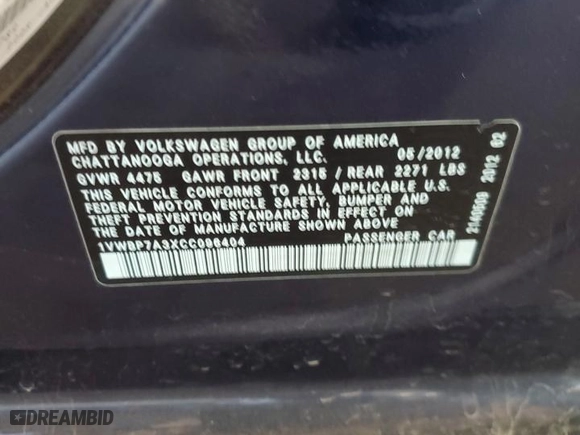 MFD BY VOLKSWAGEN GROUP OF AMERICA
CHATTANOOGA OPERATIONS, LLC. 05/2012
GVWR 4475 GAWR FRONT 2315 / REAR 2271 LBS
THIS VEHICLE CONFORMS TO ALL APPLICABLE U.S.
FEDERAL MOTOR VEHICLE SAFETY, BUMPER AND
THEFT PREVENTION STANDARDS IN EFFECT ON
THE DATE OF MANUFACTURE SHOWN ABOVE
1VWBP7A3XCC096404 PASSENGER CAR
2140509 2012 02
DREAMBID